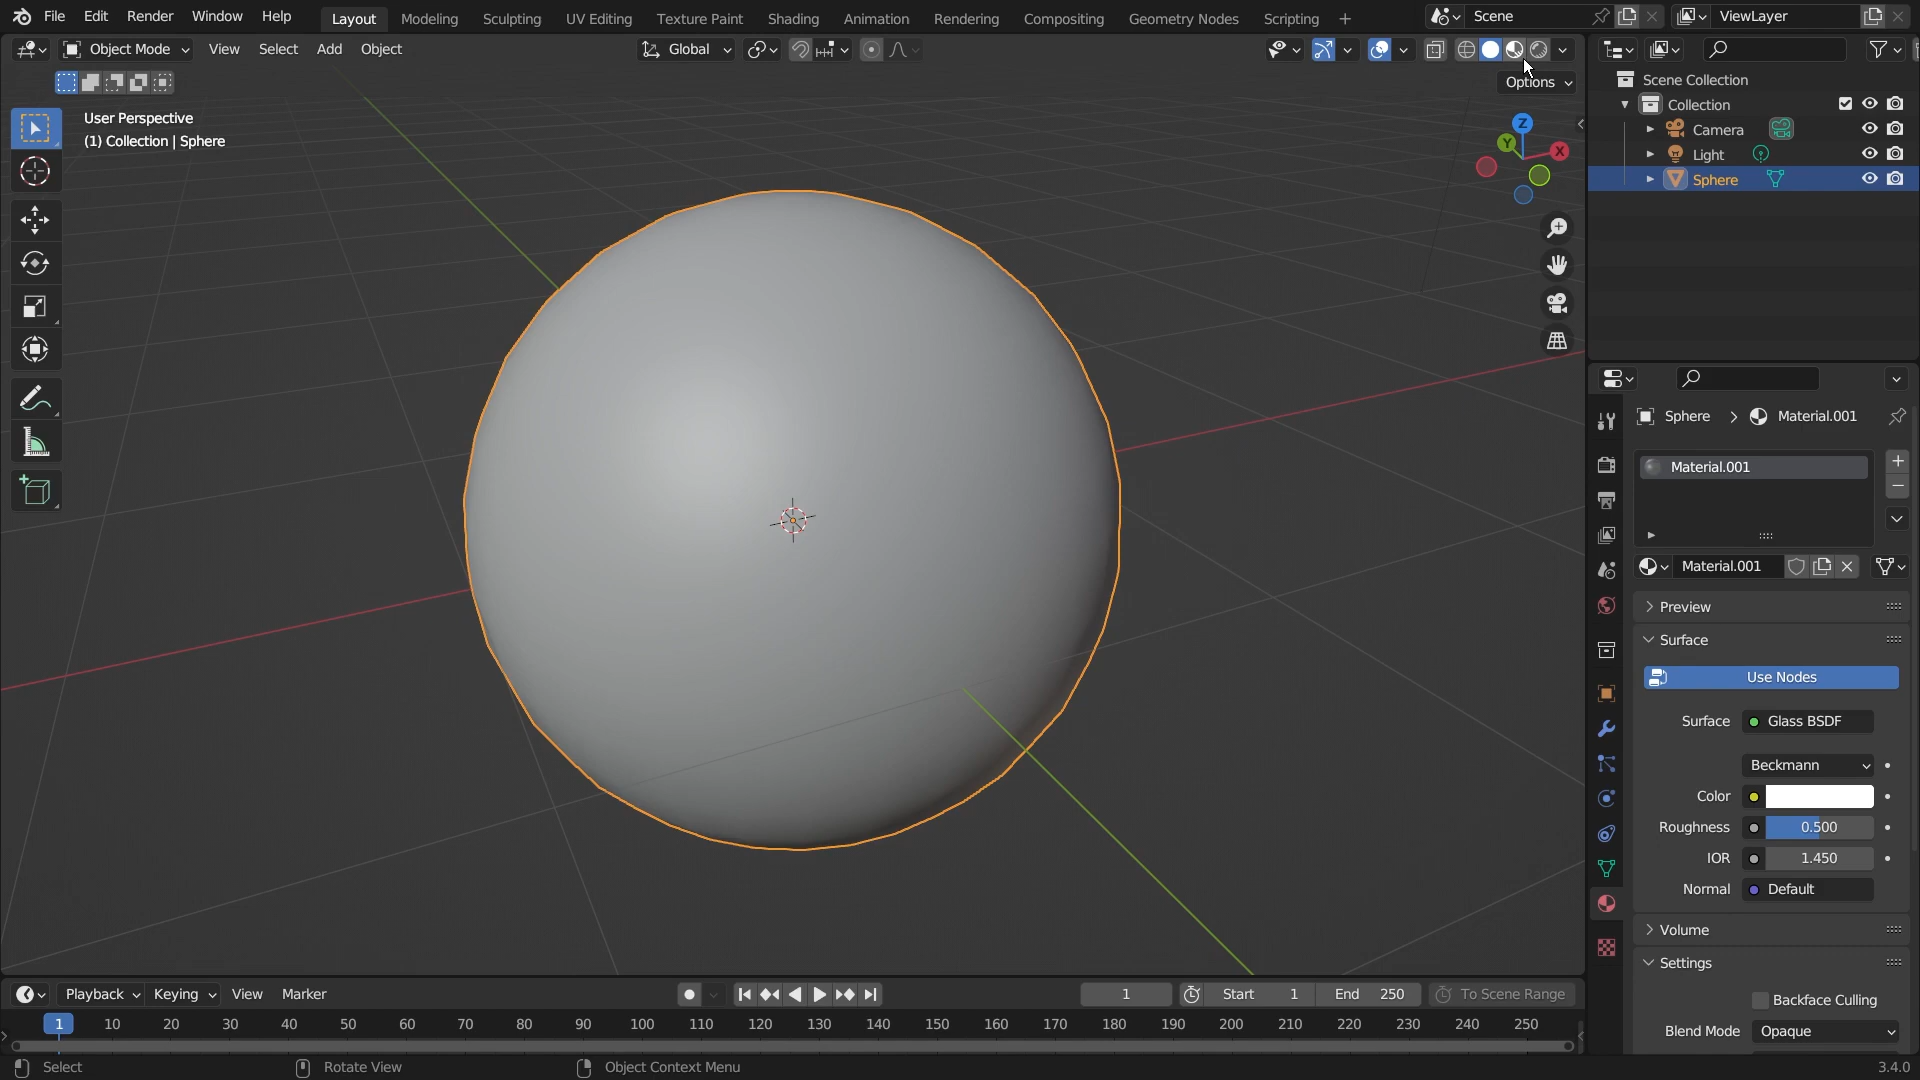 File Edit Render Window Help Layout Modeling Sculpting UV Editing Texture Paint Shading Animation Rendering Compositing Geometry Nodes Scripting + Scene ViewLayer
Object Mode View Select Add Object Global
Options
User Perspective
(1) Collection | Sphere
Z
Y
X
Scene Collection
Collection
Camera
Light
Sphere
Sphere > Material.001
Material.001
Material.001
Preview
Surface
Use Nodes
Surface Glass BSDF
Beckmann
Color
Roughness 0.500
IOR 1.450
Normal Default
Volume
Settings
Backface Culling
Blend Mode Opaque
Playback Keying View Marker 1 Start 1 End 250 To Scene Range
1 10 20 30 40 50 60 70 80 90 100 110 120 130 140 150 160 170 180 190 200 210 220 230 240 250
Select Rotate View Object Context Menu 3.4.0